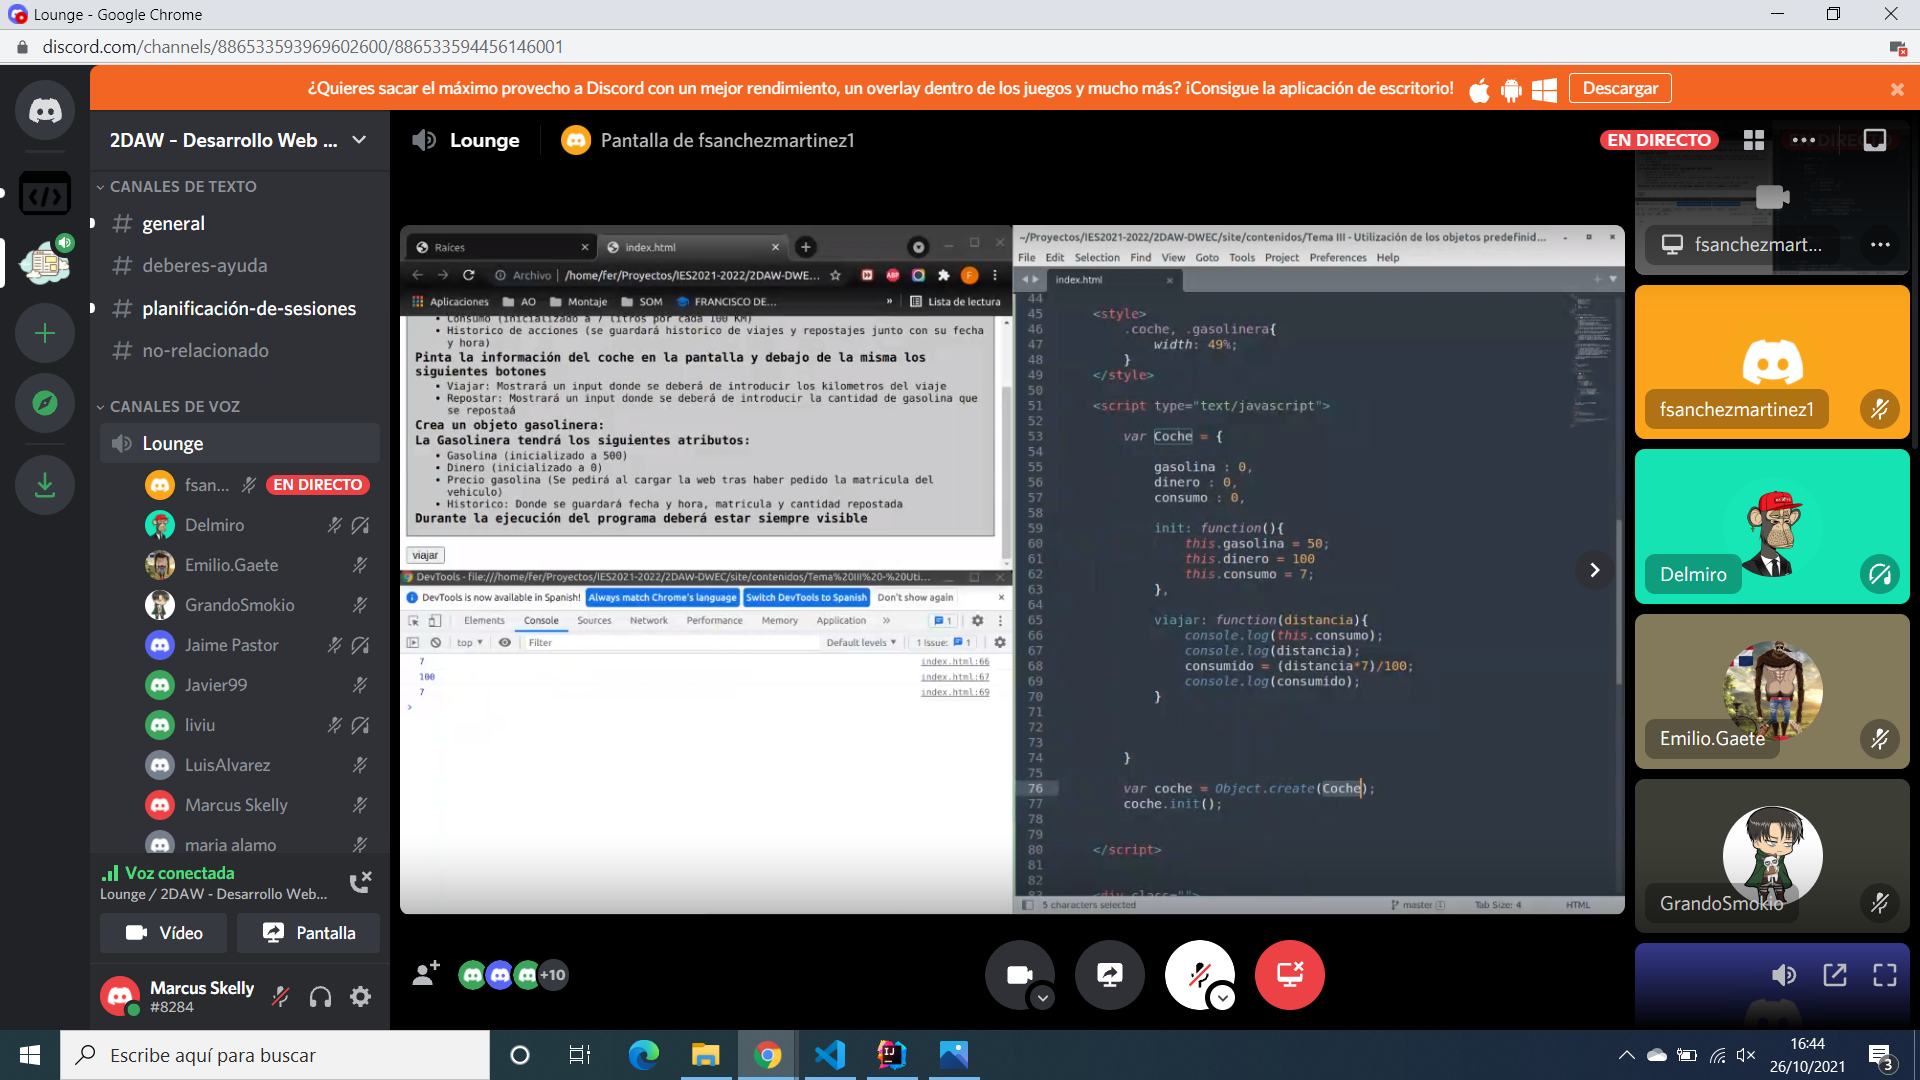 Lounge - Google Chrome
discord.com/channels/886533593969602600/886533594456146001
¿Quieres sacar el máximo provecho a Discord con un mejor rendimiento, un overlay dentro de los juegos y mucho más? ¡Consigue la aplicación de escritorio!
Descargar
2DAW - Desarrollo Web ...
CANALES DE TEXTO
general
deberes-ayuda
planificación-de-sesiones
no-relacionado
CANALES DE VOZ
Lounge
fsan...
EN DIRECTO
Delmiro
Emilio.Gaete
GrandoSmokio
Jaime Pastor
Javier99
liviu
LuisAlvarez
Marcus Skelly
maria alamo
Voz conectada
Lounge / 2DAW - Desarrollo Web...
Vídeo
Pantalla
Marcus Skelly
#8284
Lounge
Pantalla de fsanchezmartinez1
EN DIRECTO
Raíces
index.html
Archivo
/home/fer/Proyectos/IES2021-2022/2DAW-DWE...
Aplicaciones
AO
Montaje
SOM
FRANCISCO DE...
»
Lista de lectura
• Consumo (inicializado a 7 litros por cada 100 KM)
• Historico de acciones (se guardará historico de viajes y repostajes junto con su fecha
y hora)
Pinta la información del coche en la pantalla y debajo de la misma los
siguientes botones
• Viajar: Mostrará un input donde se deberá de introducir los kilometros del viaje
• Repostar: Mostrará un input donde se deberá de introducir la cantidad de gasolina que
se repostaá
Crea un objeto gasolinera:
La Gasolinera tendrá los siguientes atributos:
• Gasolina (inicializado a 500)
• Dinero (inicializado a 0)
• Precio gasolina (Se pedirá al cargar la web tras haber pedido la matricula del
vehiculo)
• Historico: Donde se guardará fecha y hora, matricula y cantidad repostada
Durante la ejecución del programa deberá estar siempre visible
viajar
DevTools - file:///home/fer/Proyectos/IES2021-2022/2DAW-DWEC/site/contenidos/Tema%20III%20-%20Uti...
DevTools is now available in Spanish!
Always match Chrome's language
Switch DevTools to Spanish
Don't show again
Elements
Console
Sources
Network
Performance
Memory
Application
»
1
top
Filter
Default levels
1 Issue:
1
7 index.html:66
100 index.html:67
7 index.html:69
~/Proyectos/IES2021-2022/2DAW-DWEC/site/contenidos/Tema III - Utilización de los objetos predefinid...
File Edit Selection Find View Goto Tools Project Preferences Help
index.html
44
45 <style>
46 .coche, .gasolinera{
47 width: 49%;
48 }
49 </style>
50
51 <script type="text/javascript">
52
53 var Coche = {
54
55 gasolina : 0,
56 dinero : 0,
57 consumo : 0,
58
59 init: function(){
60 this.gasolina = 50;
61 this.dinero = 100
62 this.consumo = 7;
63 },
64
65 viajar: function(distancia){
66 console.log(this.consumo);
67 console.log(distancia);
68 consumido = (distancia*7)/100;
69 console.log(consumido);
70 }
71
72
73
74 }
75
76 var coche = Object.create(Coche);
77 coche.init();
78
79
80 </script>
81
82
83 <div class="">
5 characters selected
master
1
Tab Size: 4
HTML
+10
fsanchezmart...
fsanchezmartinez1
Delmiro
Emilio.Gaete
GrandoSmokio
Escribe aquí para buscar
16:44
26/10/2021
3